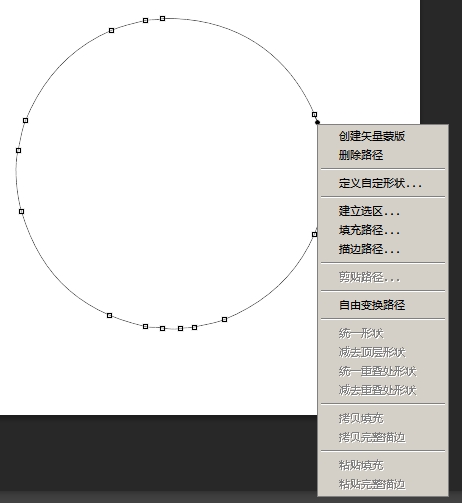 创建矢量蒙版
删除路径
定义自定形状...
建立选区...
填充路径...
描边路径...
剪贴路径...
自由变换路径
统一形状
减去顶层形状
统一重叠处形状
减去重叠处形状
拷贝填充
拷贝完整描边
粘贴填充
粘贴完整描边